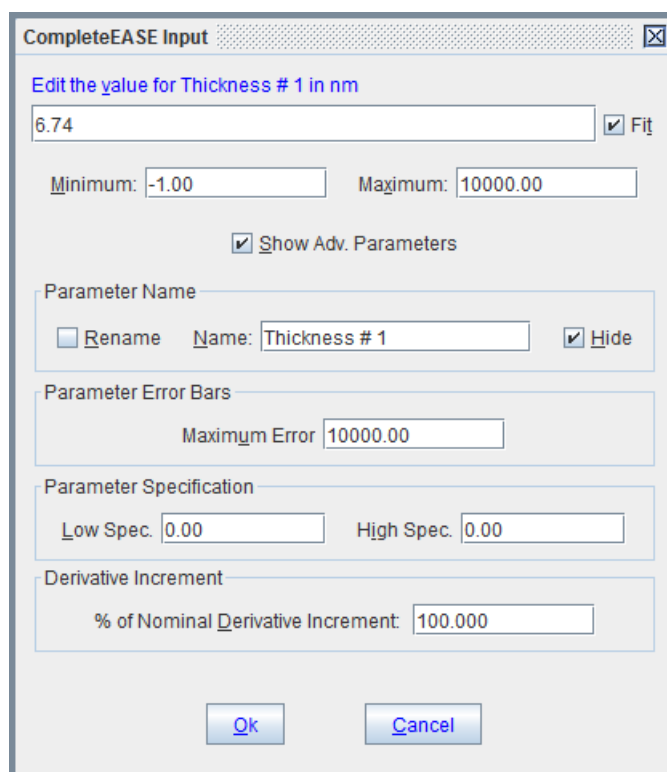 CompleteEASE Input
Edit the value for Thickness # 1 in nm
6.74 Fit
Minimum: -1.00 Maximum: 10000.00
Show Adv. Parameters
Parameter Name
Rename Name: Thickness # 1 Hide
Parameter Error Bars
Maximum Error 10000.00
Parameter Specification
Low Spec. 0.00 High Spec. 0.00
Derivative Increment
% of Nominal Derivative Increment: 100.000
Ok Cancel